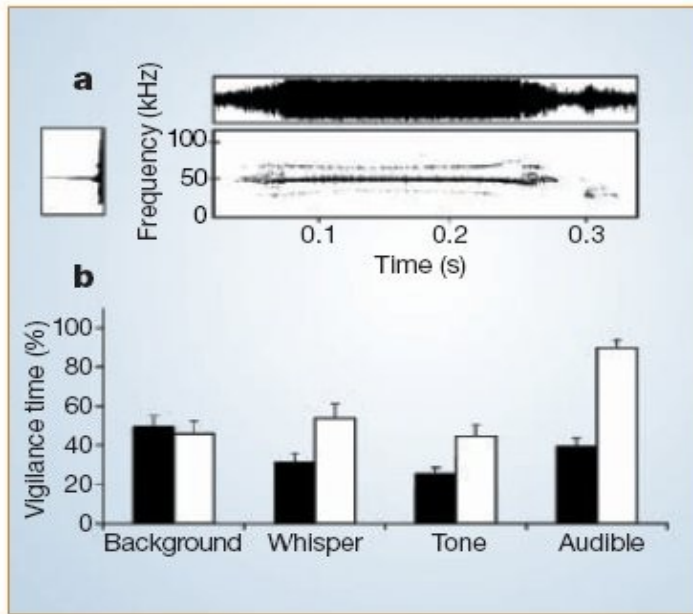 a
Frequency (kHz)
100
50
0
0.1 0.2 0.3
Time (s)
b
Vigilance time (%)
100
80
60
40
20
0
Background Whisper Tone Audible